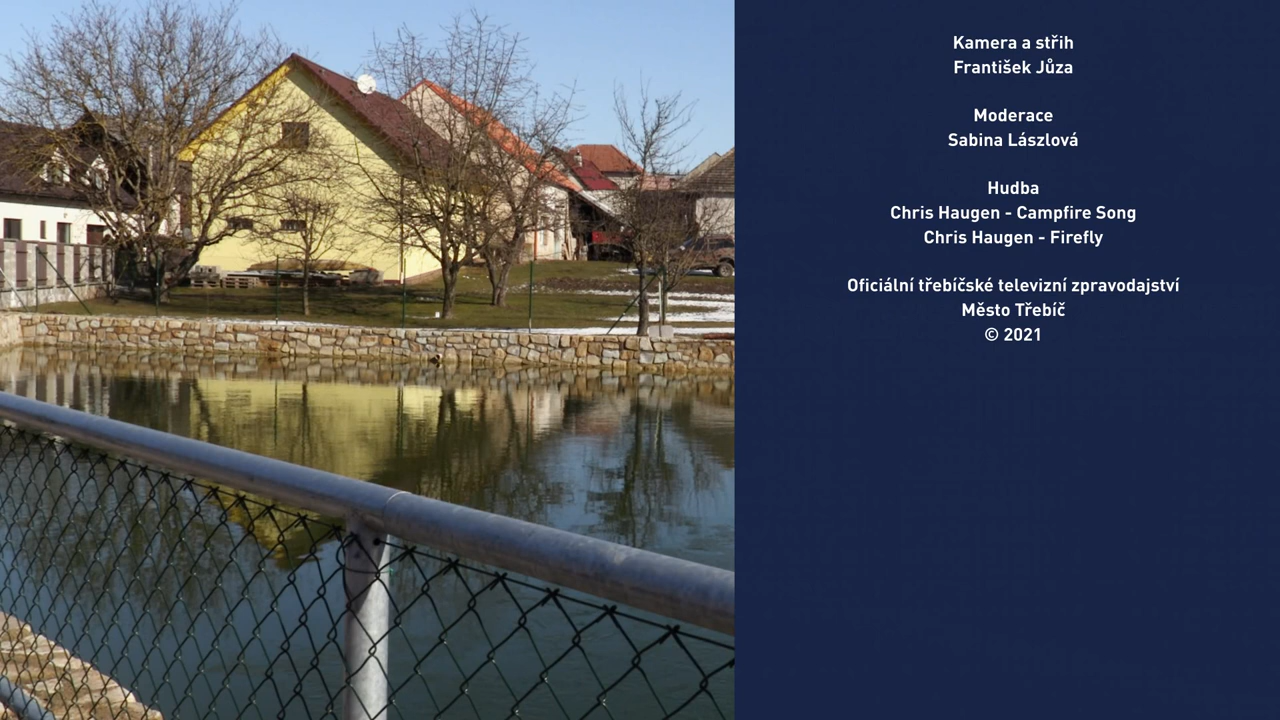 Kamera a střih
František Jůza
Moderace
Sabina Lászlová
Hudba
Chris Haugen - Campfire Song
Chris Haugen - Firefly
Oficiální třebíčské televizní zpravodajství
Město Třebíč
© 2021